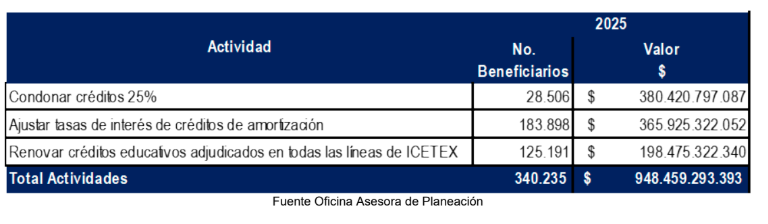 2025
Actividad No. Beneficiarios Valor $
Condonar créditos 25% 28.506 $ 380.420.797.087
Ajustar tasas de interés de créditos de amortización 183.898 $ 365.925.322.052
Renovar créditos educativos adjudicados en todas las líneas de ICETEX 125.191 $ 198.475.322.340
Total Actividades 340.235 $ 948.459.293.393
Fuente Oficina Asesora de Planeación